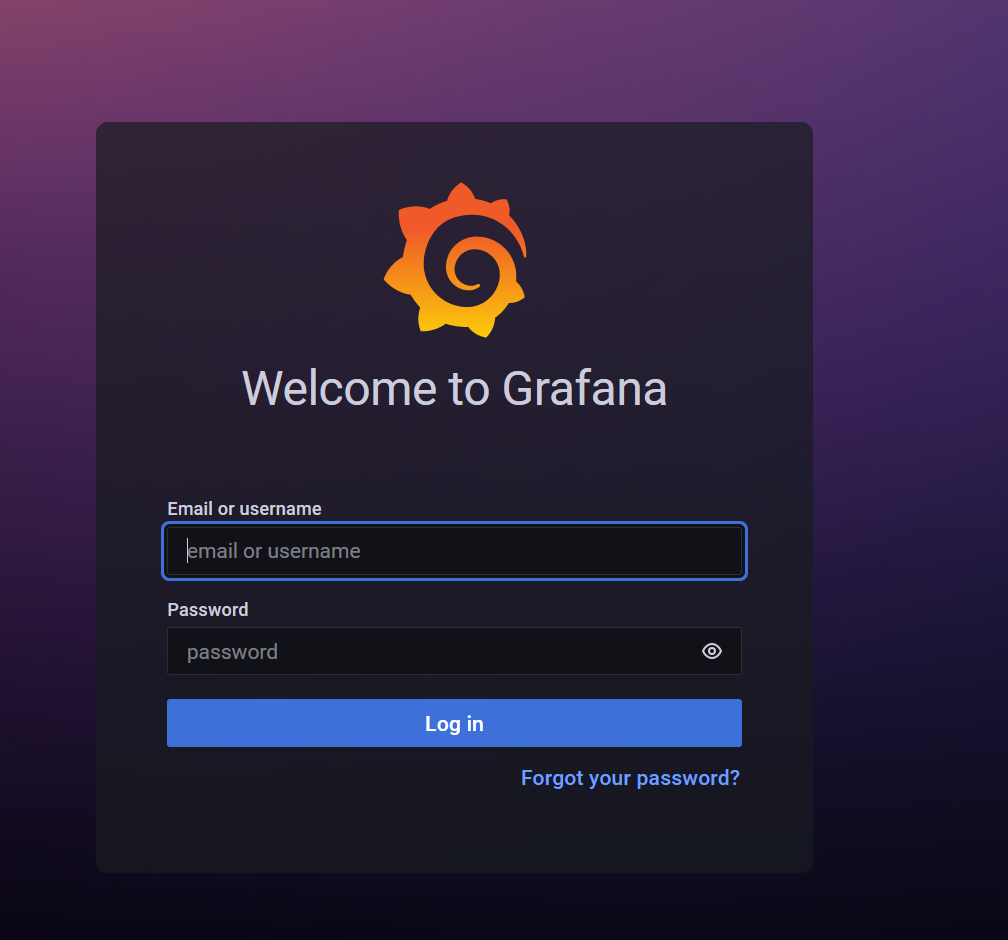 Welcome to Grafana
Email or username
email or username
Password
password
Log in
Forgot your password?